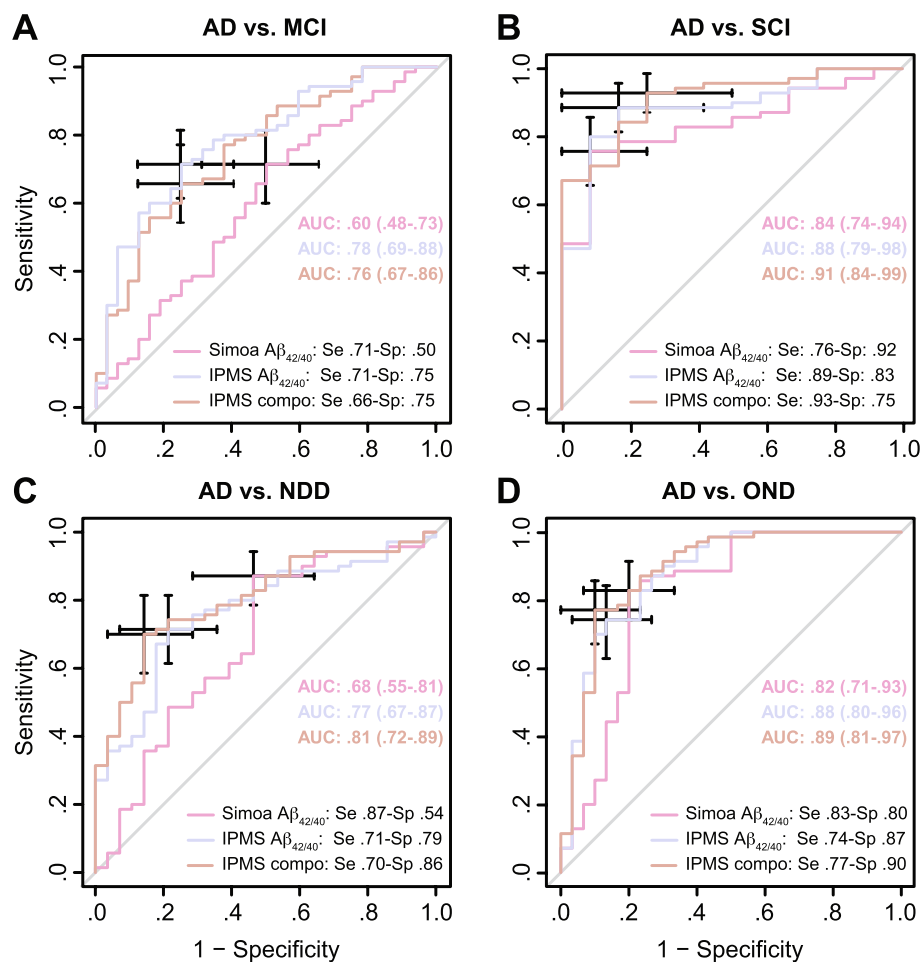 A
AD vs. MCI
1.0
.8
.6
.4
.2
.0
Sensitivity
AUC: .60 (.48-.73)
AUC: .78 (.69-.88)
AUC: .76 (.67-.86)
Simoa Aβ42/40: Se .71-Sp: .50
IPMS Aβ42/40: Se .71-Sp: .75
IPMS compo: Se .66-Sp: .75
.0 .2 .4 .6 .8 1.0
B
AD vs. SCI
1.0
.8
.6
.4
.2
.0
AUC: .84 (.74-.94)
AUC: .88 (.79-.98)
AUC: .91 (.84-.99)
Simoa Aβ42/40: Se: .76-Sp: .92
IPMS Aβ42/40: Se: .89-Sp: .83
IPMS compo: Se: .93-Sp: .75
.0 .2 .4 .6 .8 1.0
C
AD vs. NDD
1.0
.8
.6
.4
.2
.0
Sensitivity
AUC: .68 (.55-.81)
AUC: .77 (.67-.87)
AUC: .81 (.72-.89)
Simoa Aβ42/40: Se .87-Sp .54
IPMS Aβ42/40: Se .71-Sp .79
IPMS compo: Se .70-Sp .86
.0 .2 .4 .6 .8 1.0
1 − Specificity
D
AD vs. OND
1.0
.8
.6
.4
.2
.0
AUC: .82 (.71-.93)
AUC: .88 (.80-.96)
AUC: .89 (.81-.97)
Simoa Aβ42/40: Se .83-Sp .80
IPMS Aβ42/40: Se .74-Sp .87
IPMS compo: Se .77-Sp .90
.0 .2 .4 .6 .8 1.0
1 − Specificity